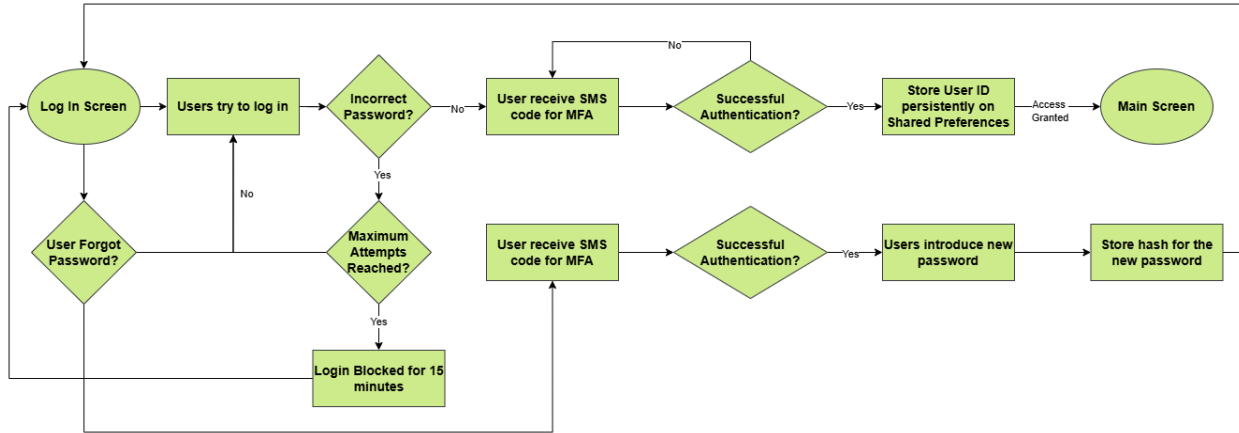 No
Log In Screen
Users try to log in
Incorrect
Password?
No
User receive SMS
code for MFA
Successful
Authentication?
Yes
Store User ID
persistently on
Shared Preferences
Access
Granted
Main Screen
Yes
No
User Forgot
Password?
Maximum
Attempts
Reached?
User receive SMS
code for MFA
Successful
Authentication?
Yes
Users introduce new
password
Store hash for the
new password
Yes
Login Blocked for 15
minutes